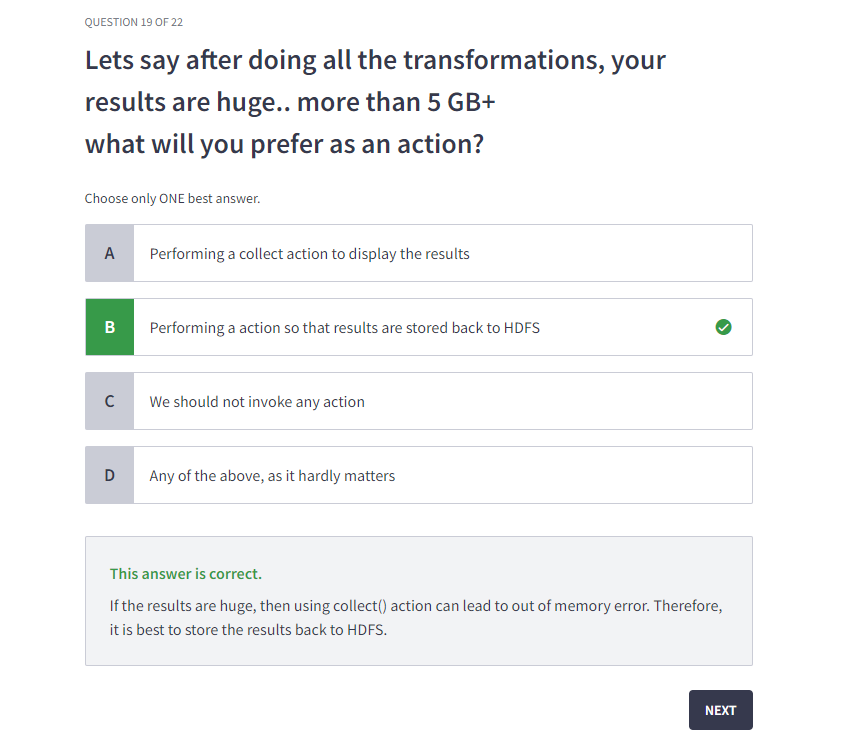 QUESTION 19 OF 22
Lets say after doing all the transformations, your
results are huge.. more than 5 GB+
what will you prefer as an action?
Choose only ONE best answer.
A Performing a collect action to display the results
B Performing a action so that results are stored back to HDFS
C We should not invoke any action
D Any of the above, as it hardly matters
This answer is correct.
If the results are huge, then using collect() action can lead to out of memory error. Therefore,
it is best to store the results back to HDFS.
NEXT